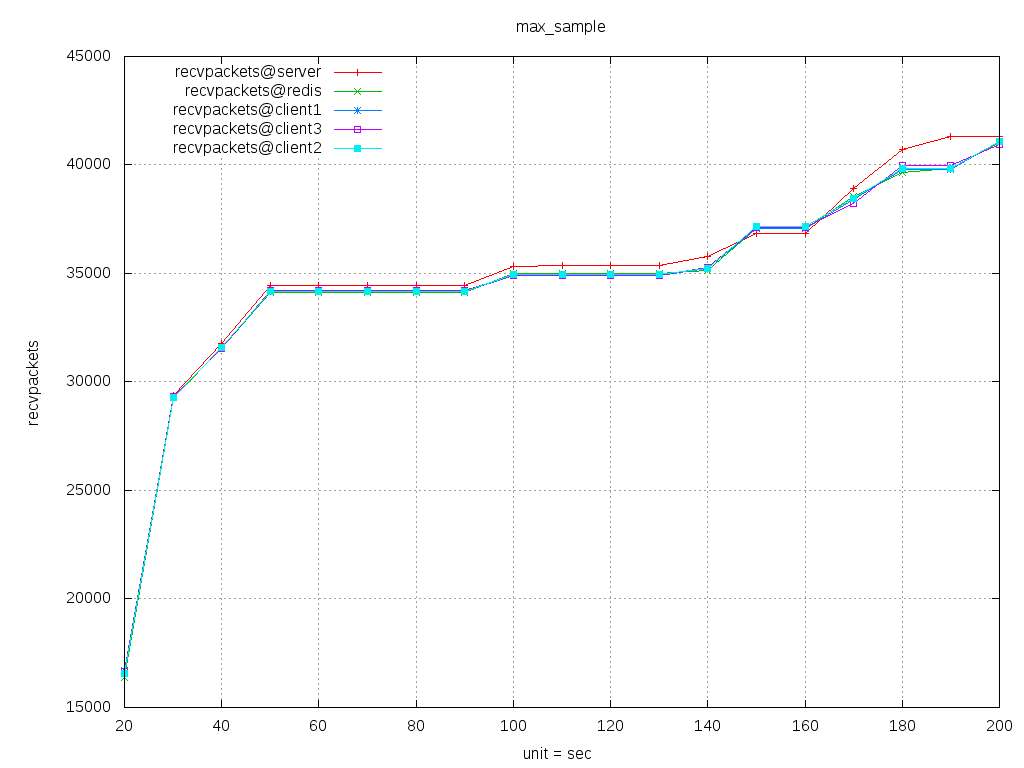 max_sample
45000
40000
35000
30000
25000
20000
15000
recvpackets
recvpackets@server
recvpackets@redis
recvpackets@client1
recvpackets@client3
recvpackets@client2
20 40 60 80 100 120 140 160 180 200
unit = sec